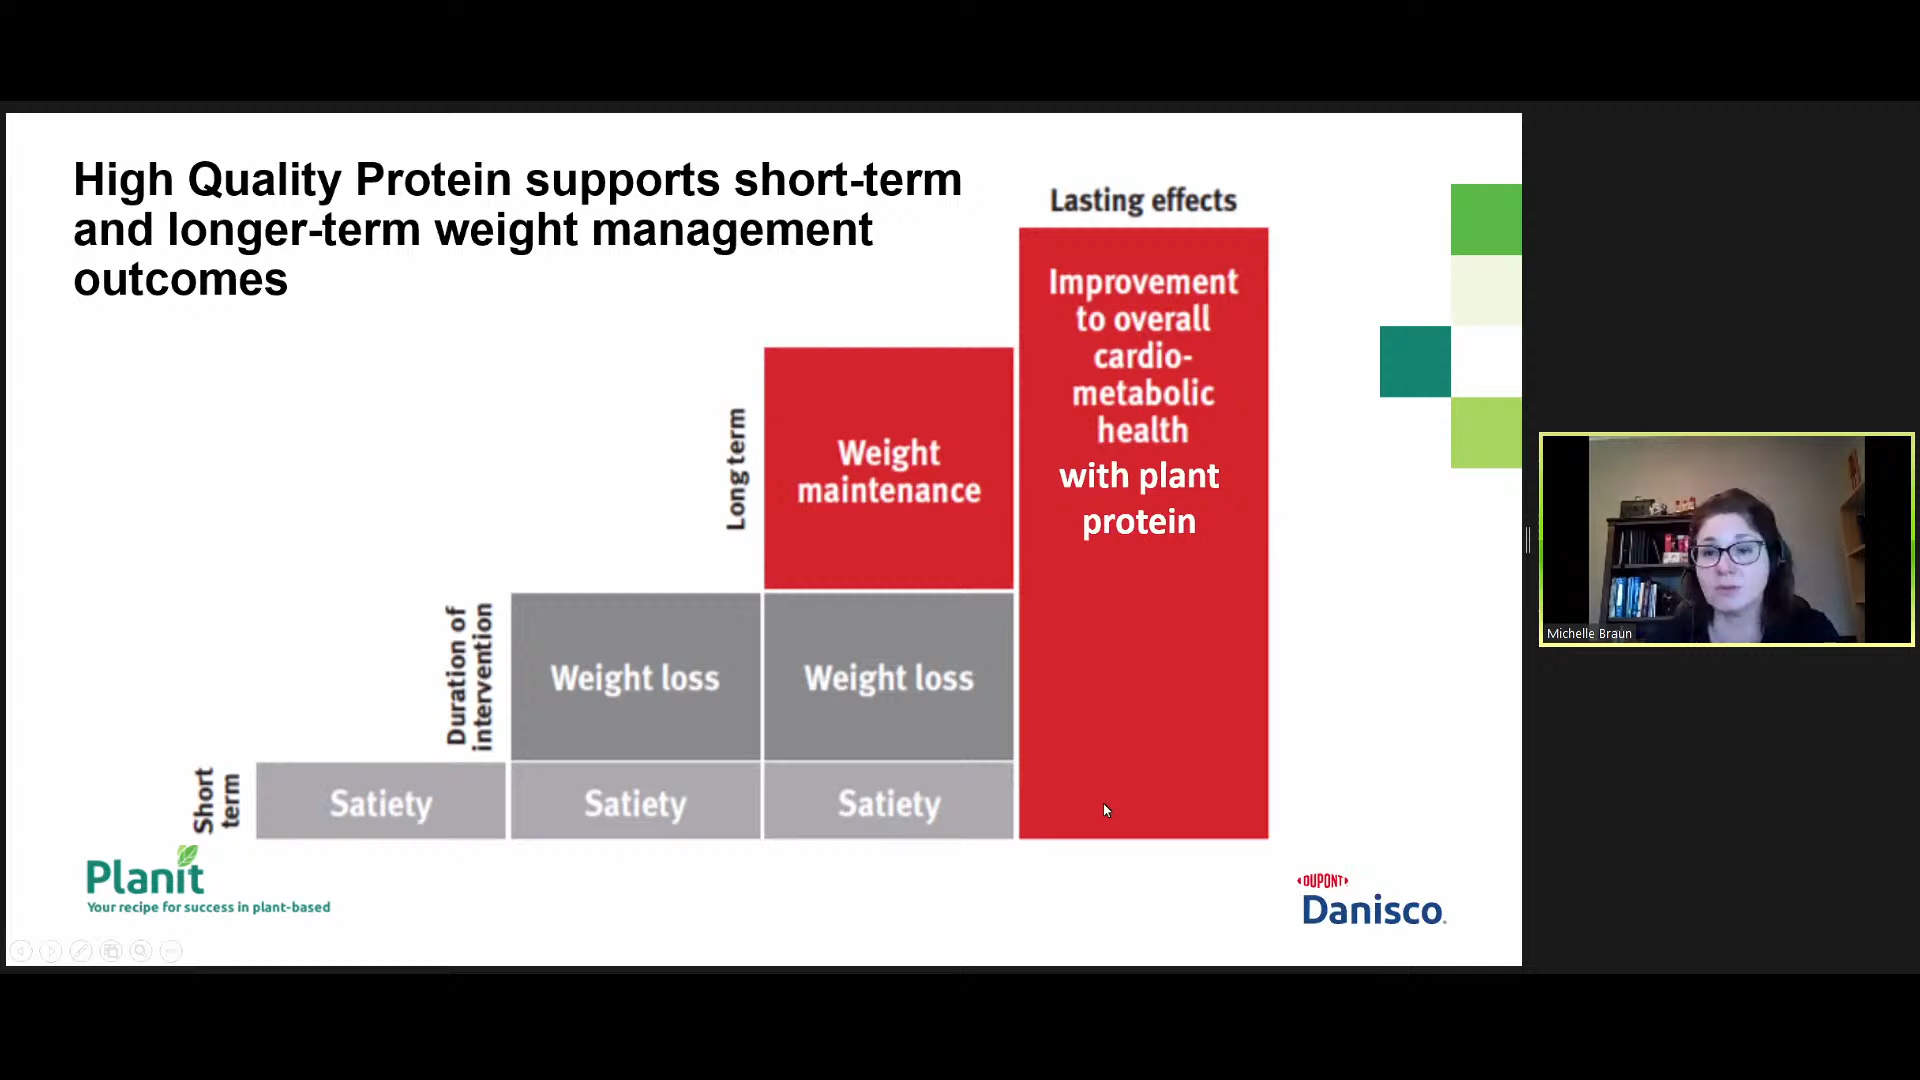 High Quality Protein supports short-term
and longer-term weight management
outcomes
Lasting effects
Improvement
to overall
cardio-
metabolic
health
with plant
protein
Long term
Weight
maintenance
Duration of
intervention
Weight loss
Weight loss
Short
term
Satiety
Satiety
Satiety
Planit
Your recipe for success in plant-based
DUPONT
Danisco.
Michelle Braun